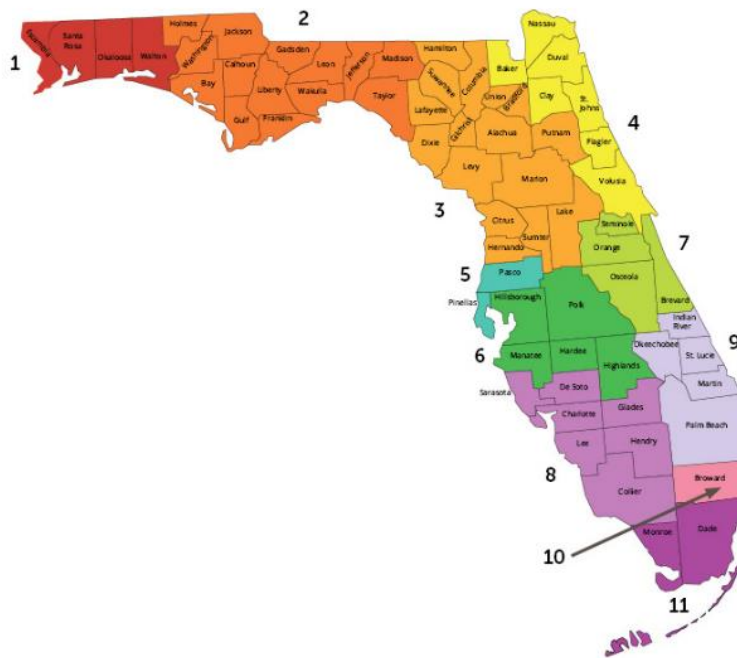 2
Holmes
Jackson
Nassau
Escambia
Santa
Rosa
Okaloosa
Walton
Washington
Gadsden
Leon
Jefferson
Madison
Hamilton
Baker
Duval
1
Bay
Calhoun
Liberty
Wakulla
Taylor
Suwannee
Columbia
Union
Bradford
Clay
St.
Johns
Gulf
Franklin
Lafayette
Gilchrist
Alachua
Putnam
4
Dixie
Flagler
Levy
Marion
Volusia
3
Citrus
Sumter
Lake
Seminole
Hernando
Orange
7
5
Pasco
Osceola
Brevard
Pinellas
Hillsborough
Polk
Indian
River
6
Manatee
Hardee
Highlands
Okeechobee
St. Lucie
9
Sarasota
De Soto
Martin
Charlotte
Glades
Palm Beach
Lee
Hendry
8
Collier
Broward
10
Monroe
Dade
11